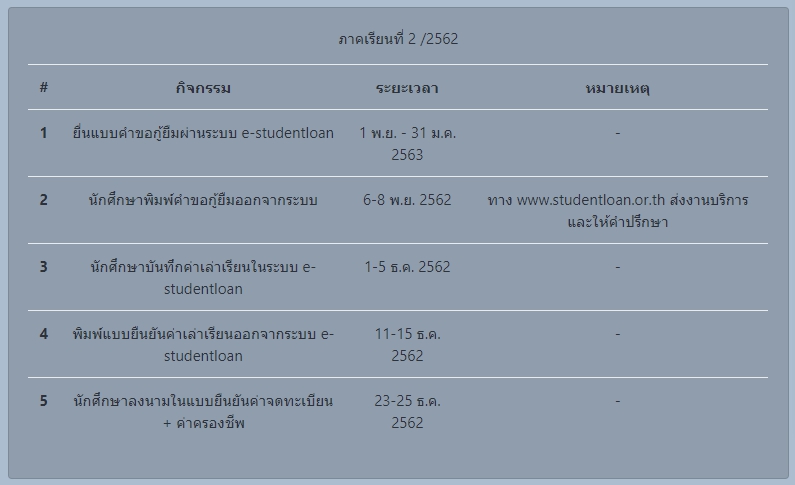 ภาคเรียนที่ 2 /2562
# กิจกรรม ระยะเวลา หมายเหตุ
1 ยื่นแบบคำขอกู้ยืมผ่านระบบ e-studentloan 1 พ.ย. - 31 ม.ค. -
2563
2 นักศึกษาพิมพ์คำขอกู้ยืมออกจากระบบ 6-8 พ.ย. 2562 ทาง www.studentloan.or.th ส่งงานบริการ
และให้คำปรึกษา
3 นักศึกษาบันทึกค่าเล่าเรียนในระบบ e- 1-5 ธ.ค. 2562 -
studentloan
4 พิมพ์แบบยืนยันค่าเล่าเรียนออกจากระบบ e- 11-15 ธ.ค. -
studentloan 2562
5 นักศึกษาลงนามในแบบยืนยันค่าจดทะเบียน 23-25 ธ.ค. -
+ ค่าครองชีพ 2562